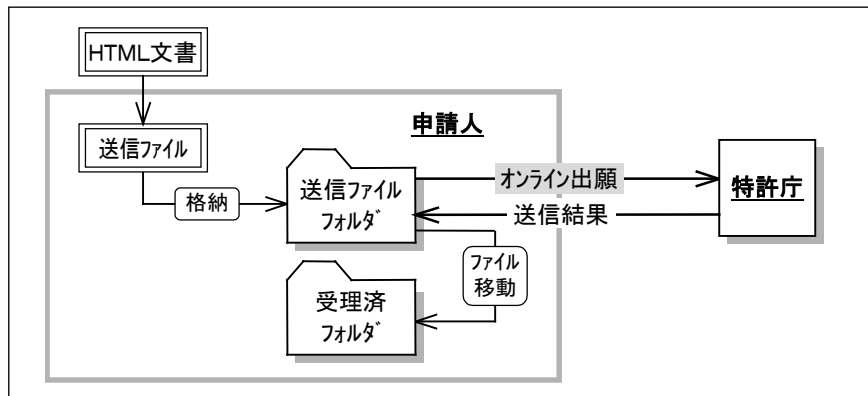 HTML文書
申請人
送信ファイル
オンライン出願
特許庁
格納
送信ファイル
フォルダ
送信結果
ファイル
移動
受理済
フォルダ